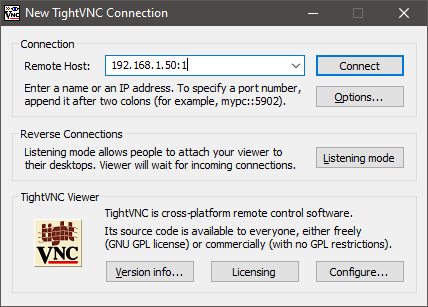 New TightVNC Connection
Connection
Remote Host:
192.168.1.50:1
Connect
Enter a name or an IP address. To specify a port number,
append it after two colons (for example, mypc::5902).
Options...
Reverse Connections
Listening mode allows people to attach your viewer to
their desktops. Viewer will wait for incoming connections.
Listening mode
TightVNC Viewer
tight
VNC
TightVNC is cross-platform remote control software.
Its source code is available to everyone, either freely
(GNU GPL license) or commercially (with no GPL restrictions).
Version info...
Licensing
Configure...